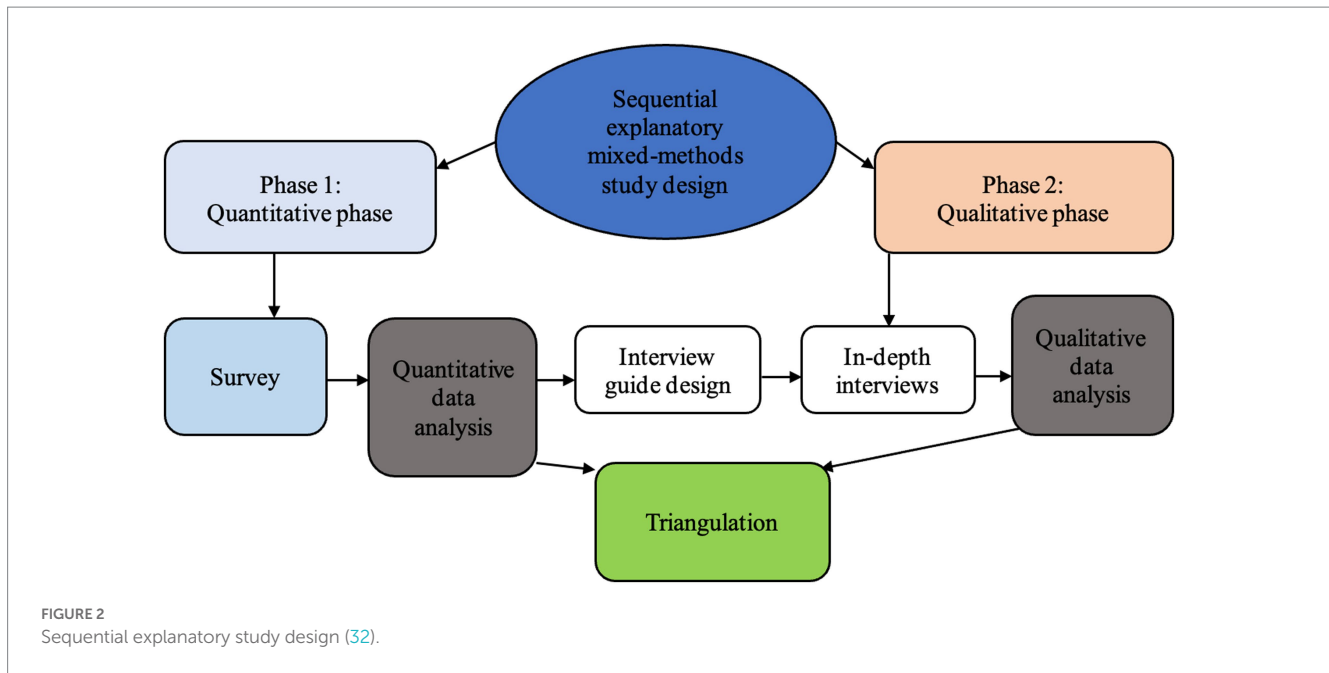 Sequential
explanatory
mixed-methods
study design
Phase 1:
Quantitative phase
Phase 2:
Qualitative phase
Survey
Quantitative
data
analysis
Interview
guide design
In-depth
interviews
Qualitative
data
analysis
Triangulation
FIGURE 2
Sequential explanatory study design (32).